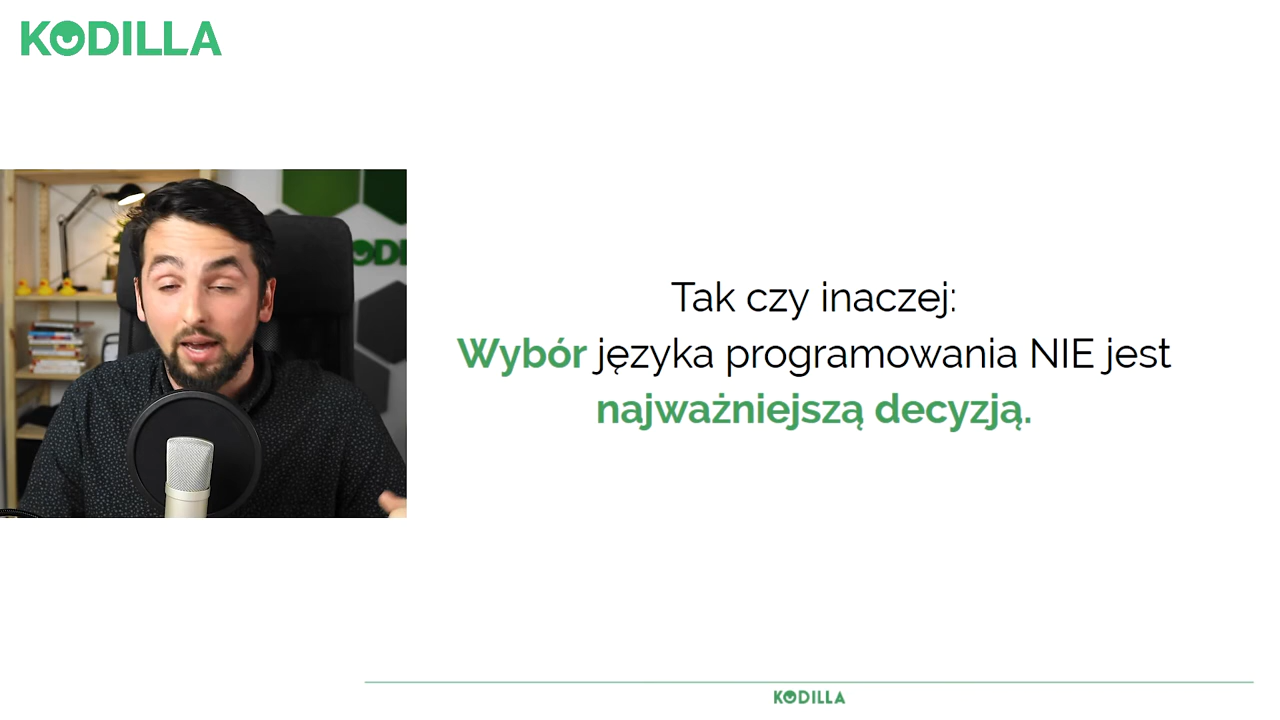 KODILLA
Tak czy inaczej:
Wybór języka programowania NIE jest
najważniejszą decyzją.
KODILLA